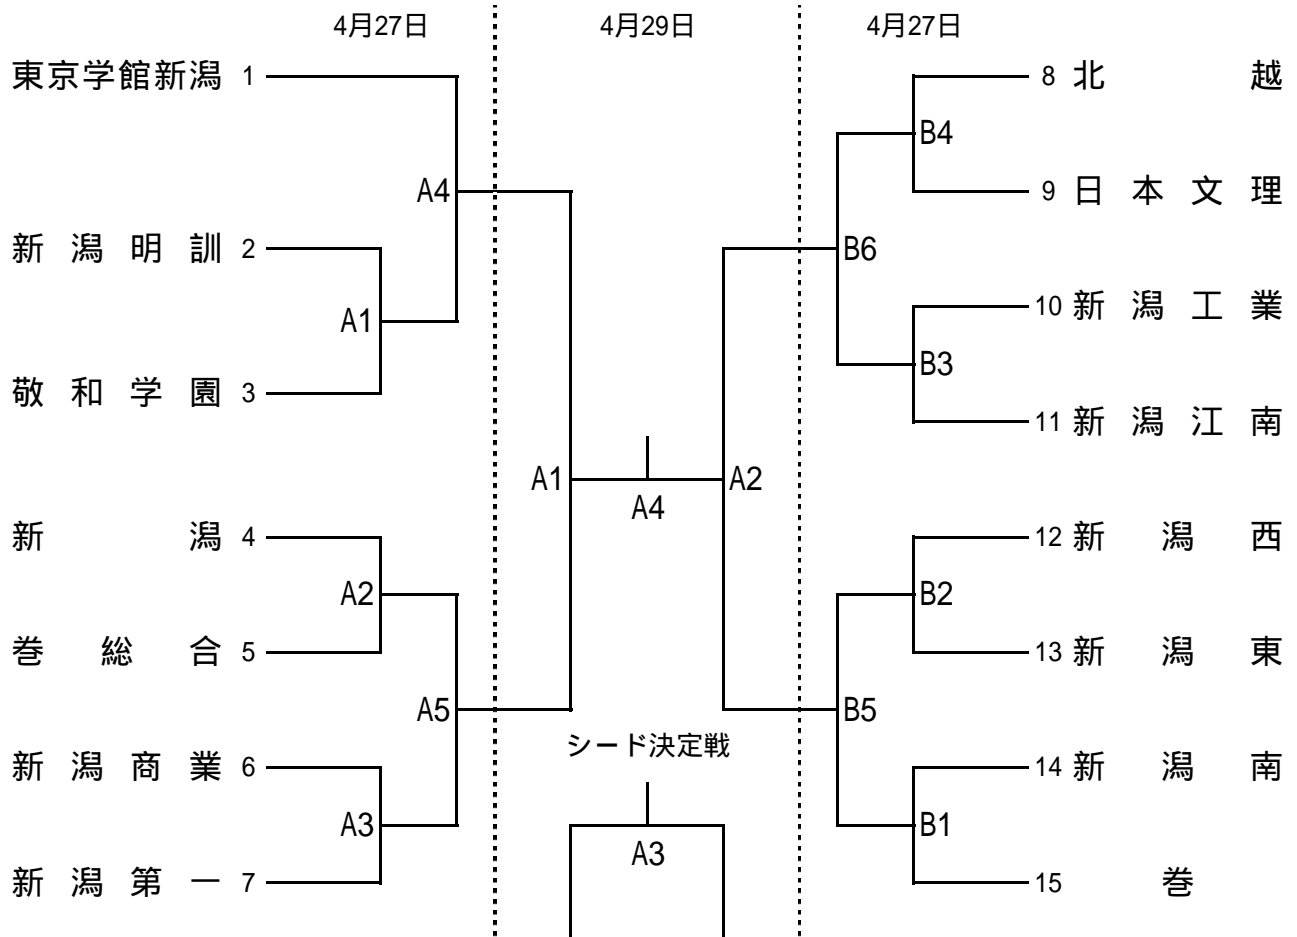 4月27日 4月29日 4月27日
東京学館新潟 1
8 北越
B4
A4
9 日本文理
新潟明訓 2
B6
10 新潟工業
A1
B3
敬和学園 3
11 新潟江南
A1 A2
A4
新潟 4
12 新潟西
A2
B2
巻総合 5
13 新潟東
A5
B5
シード決定戦
新潟商業 6
14 新潟南
A3
B1
A3
新潟第一 7
15 巻